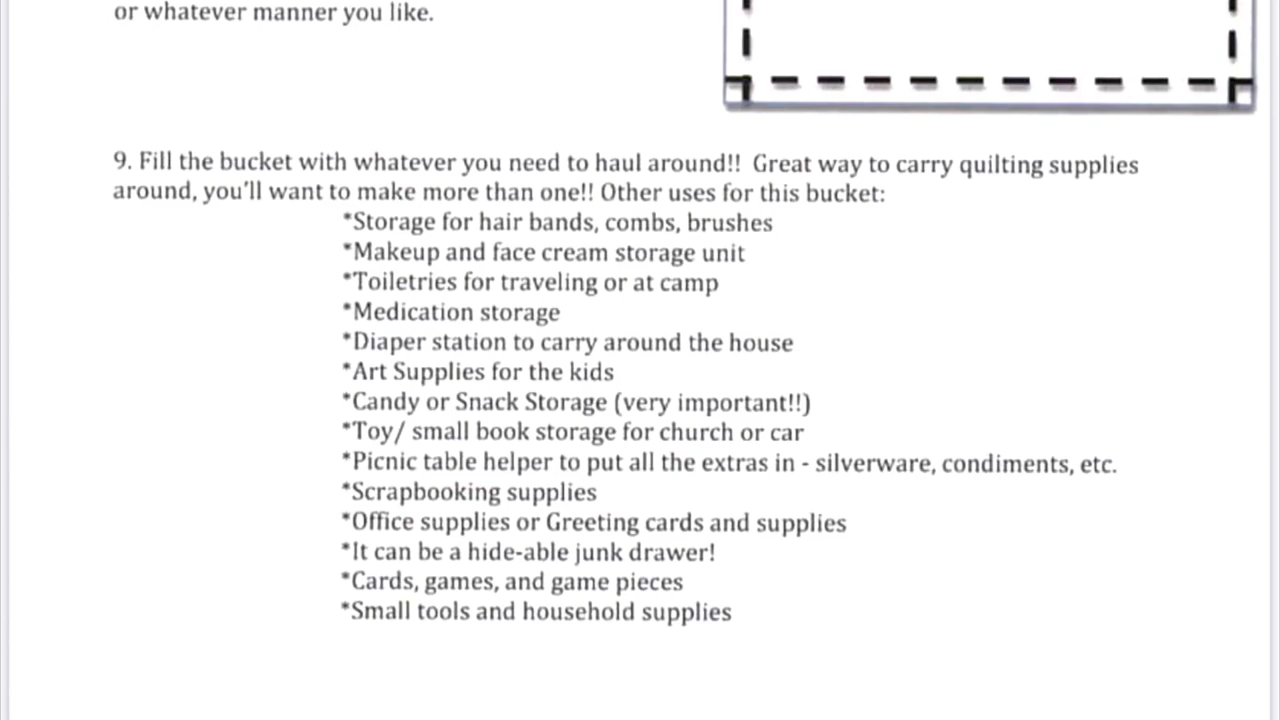 or whatever manner you like.
9. Fill the bucket with whatever you need to haul around!!  Great way to carry quilting supplies
around, you'll want to make more than one!! Other uses for this bucket:
*Storage for hair bands, combs, brushes
*Makeup and face cream storage unit
*Toiletries for traveling or at camp
*Medication storage
*Diaper station to carry around the house
*Art Supplies for the kids
*Candy or Snack Storage (very important!!)
*Toy/ small book storage for church or car
*Picnic table helper to put all the extras in - silverware, condiments, etc.
*Scrapbooking supplies
*Office supplies or Greeting cards and supplies
*It can be a hide-able junk drawer!
*Cards, games, and game pieces
*Small tools and household supplies